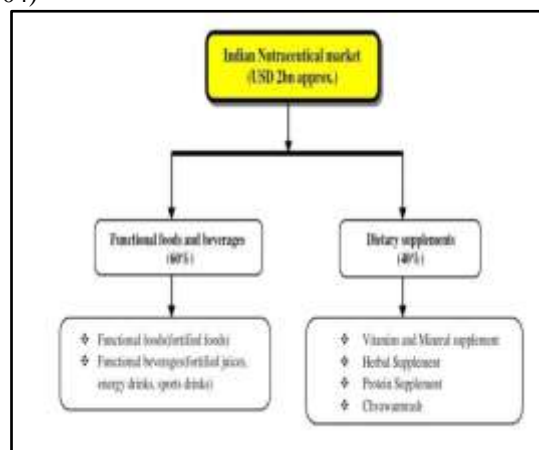 04)
Indian Nutraceutical market
(USD 2bn approx.)
Functional foods and beverages
(60%)
Dietary supplements
(40%)
❖ Functional foods(fortified foods)
❖ Functional beverages(fortified juices,
energy drinks, sports drinks)
❖ Vitamins and Mineral supplement
❖ Herbal Supplement
❖ Protein Supplement
❖ Chyawanprash